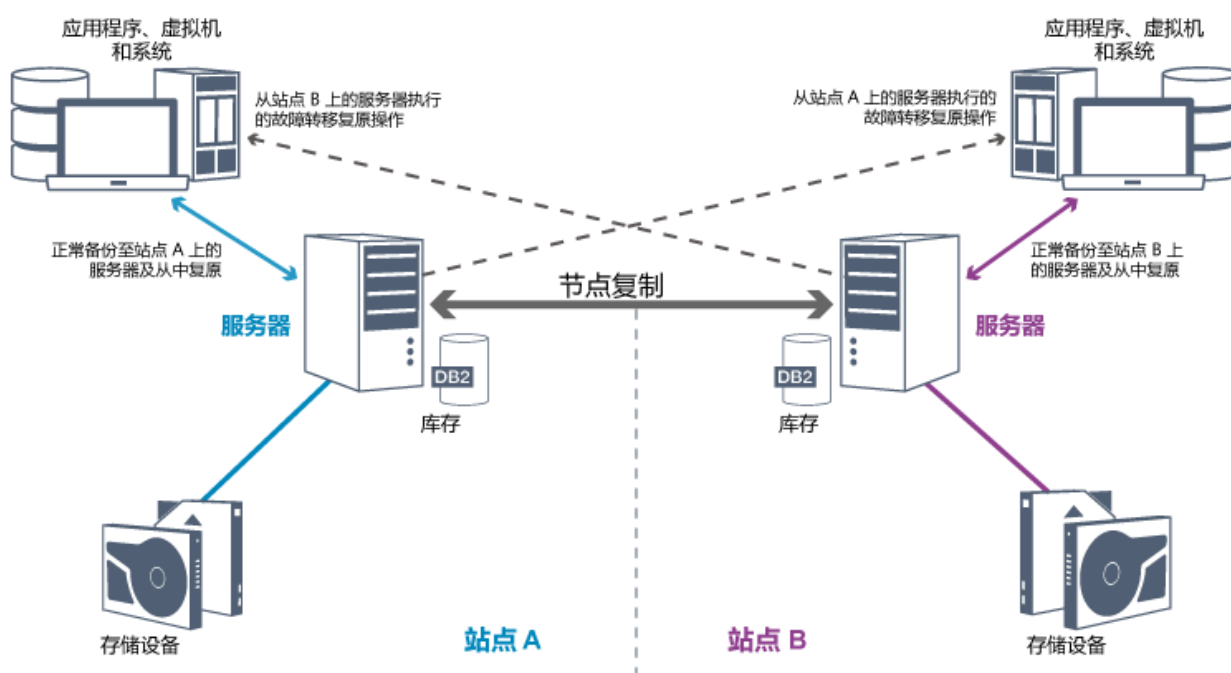 应用程序、虚拟机
和系统
从站点 B 上的服务器执行
的故障转移复原操作
正常备份至站点 A 上的
服务器及从中复原
服务器
DB2
库存
存储设备
站点 A
节点复制
应用程序、虚拟机
和系统
从站点 A 上的服务器执行的
故障转移复原操作
正常备份至站点 B 上
的服务器及从中复原
服务器
DB2
库存
存储设备
站点 B